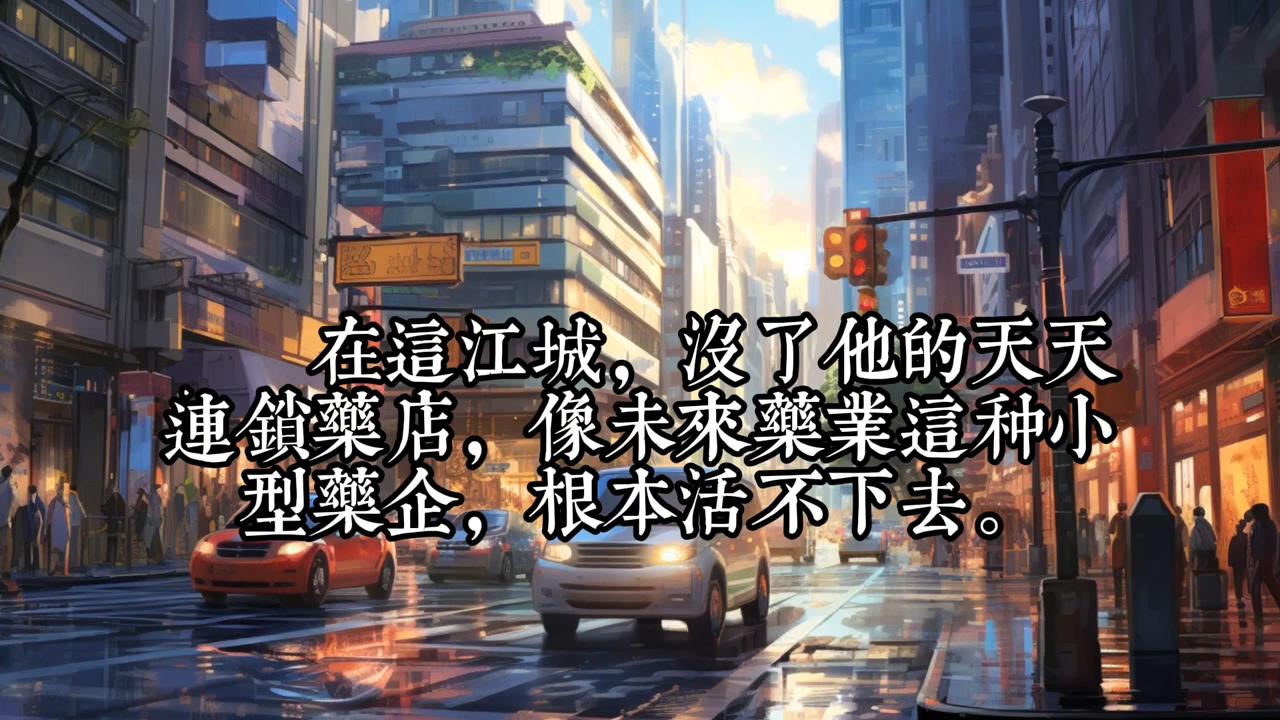 在這江城，沒了他的天天
連鎖藥店，像未來藥業這种小
型藥企，根本活不下去。